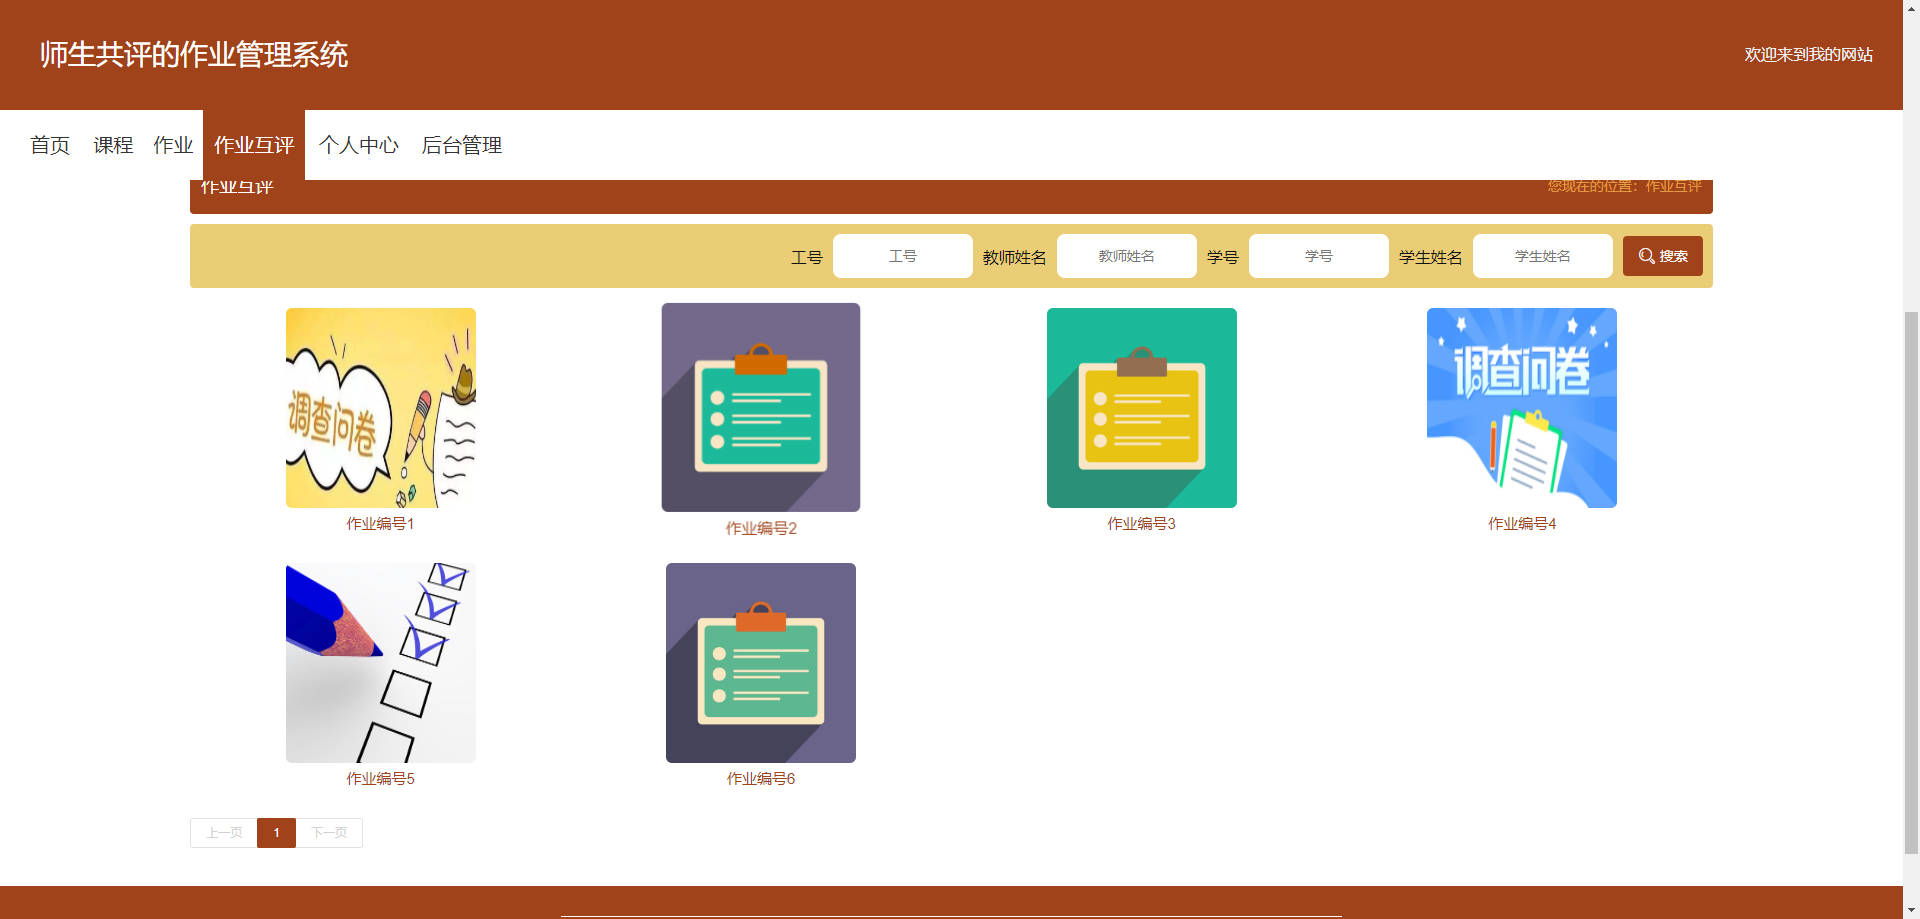 师生共评的作业管理系统
欢迎来到我的网站
首页 课程 作业 作业互评 个人中心 后台管理
作业互评
您现在的位置：作业互评
工号 工号 教师姓名 教师姓名 学号 学号 学生姓名 学生姓名 搜索
调查问卷
调查问卷
作业编号1
作业编号2
作业编号3
作业编号4
作业编号5
作业编号6
上一页 1 下一页